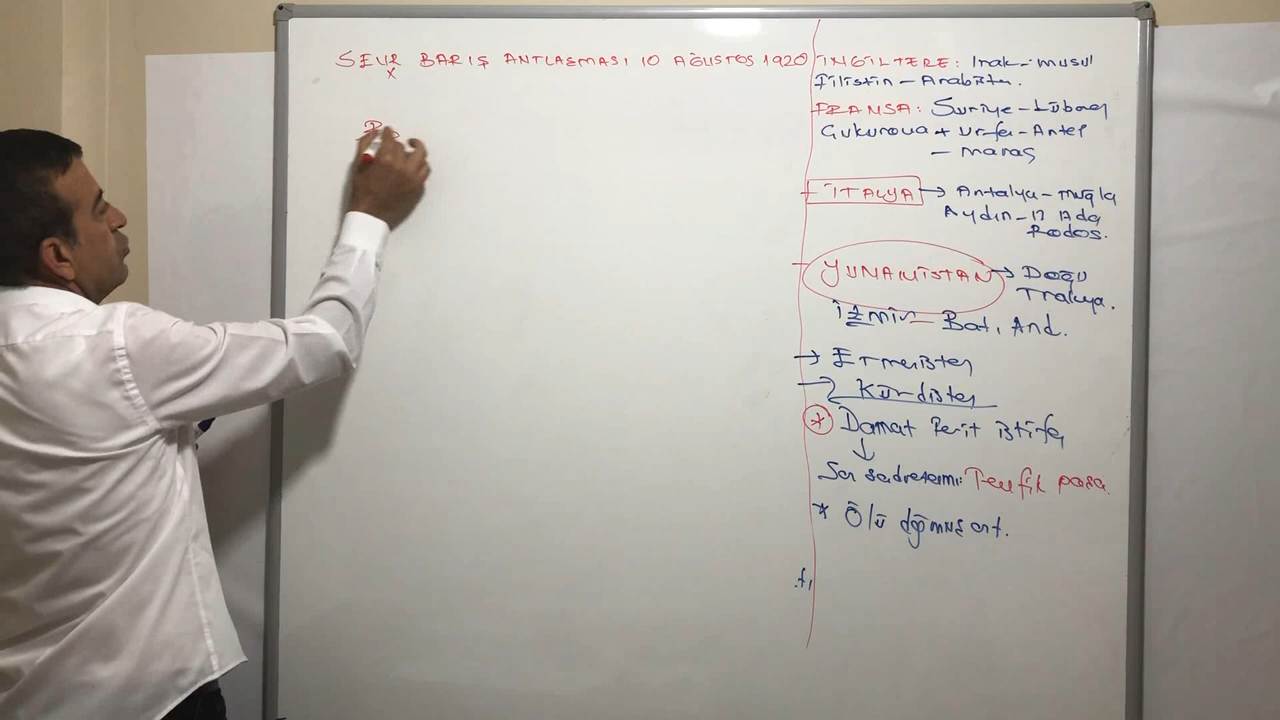 SEVR BARIŞ ANTLAŞMASI 10 AĞUSTOS 1920
x
İNGİLTERE: Irak - musul
Filistin - Arabistan.
FRANSA: Suriye - Lübnan
Çukurova + Urfa - Antep
- maraş
İTALYA → Antalya - muğla
Aydın - 12 Ada
Rodos.
YUNANİSTAN → Doğu
Trakya.
İzmir - Batı And.
→ Ermenistan
→ Kürdistan
* Damat Ferit istifa
↓
Son sadrazamı: Tevfik paşa.
* Ölü doğmuş ant.